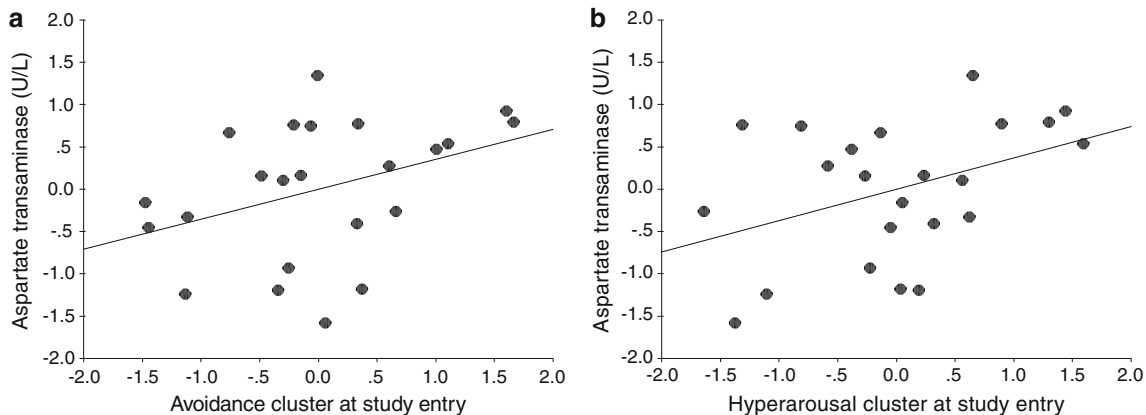 a
2.0
1.5
1.0
.5
0.0
-.5
-1.0
-1.5
-2.0
Aspartate transaminase (U/L)
-2.0 -1.5 -1.0 -.5 0.0 .5 1.0 1.5 2.0
Avoidance cluster at study entry
b
2.0
1.5
1.0
.5
0.0
-.5
-1.0
-1.5
-2.0
Aspartate transaminase (U/L)
-2.0 -1.5 -1.0 -.5 0.0 .5 1.0 1.5 2.0
Hyperarousal cluster at study entry